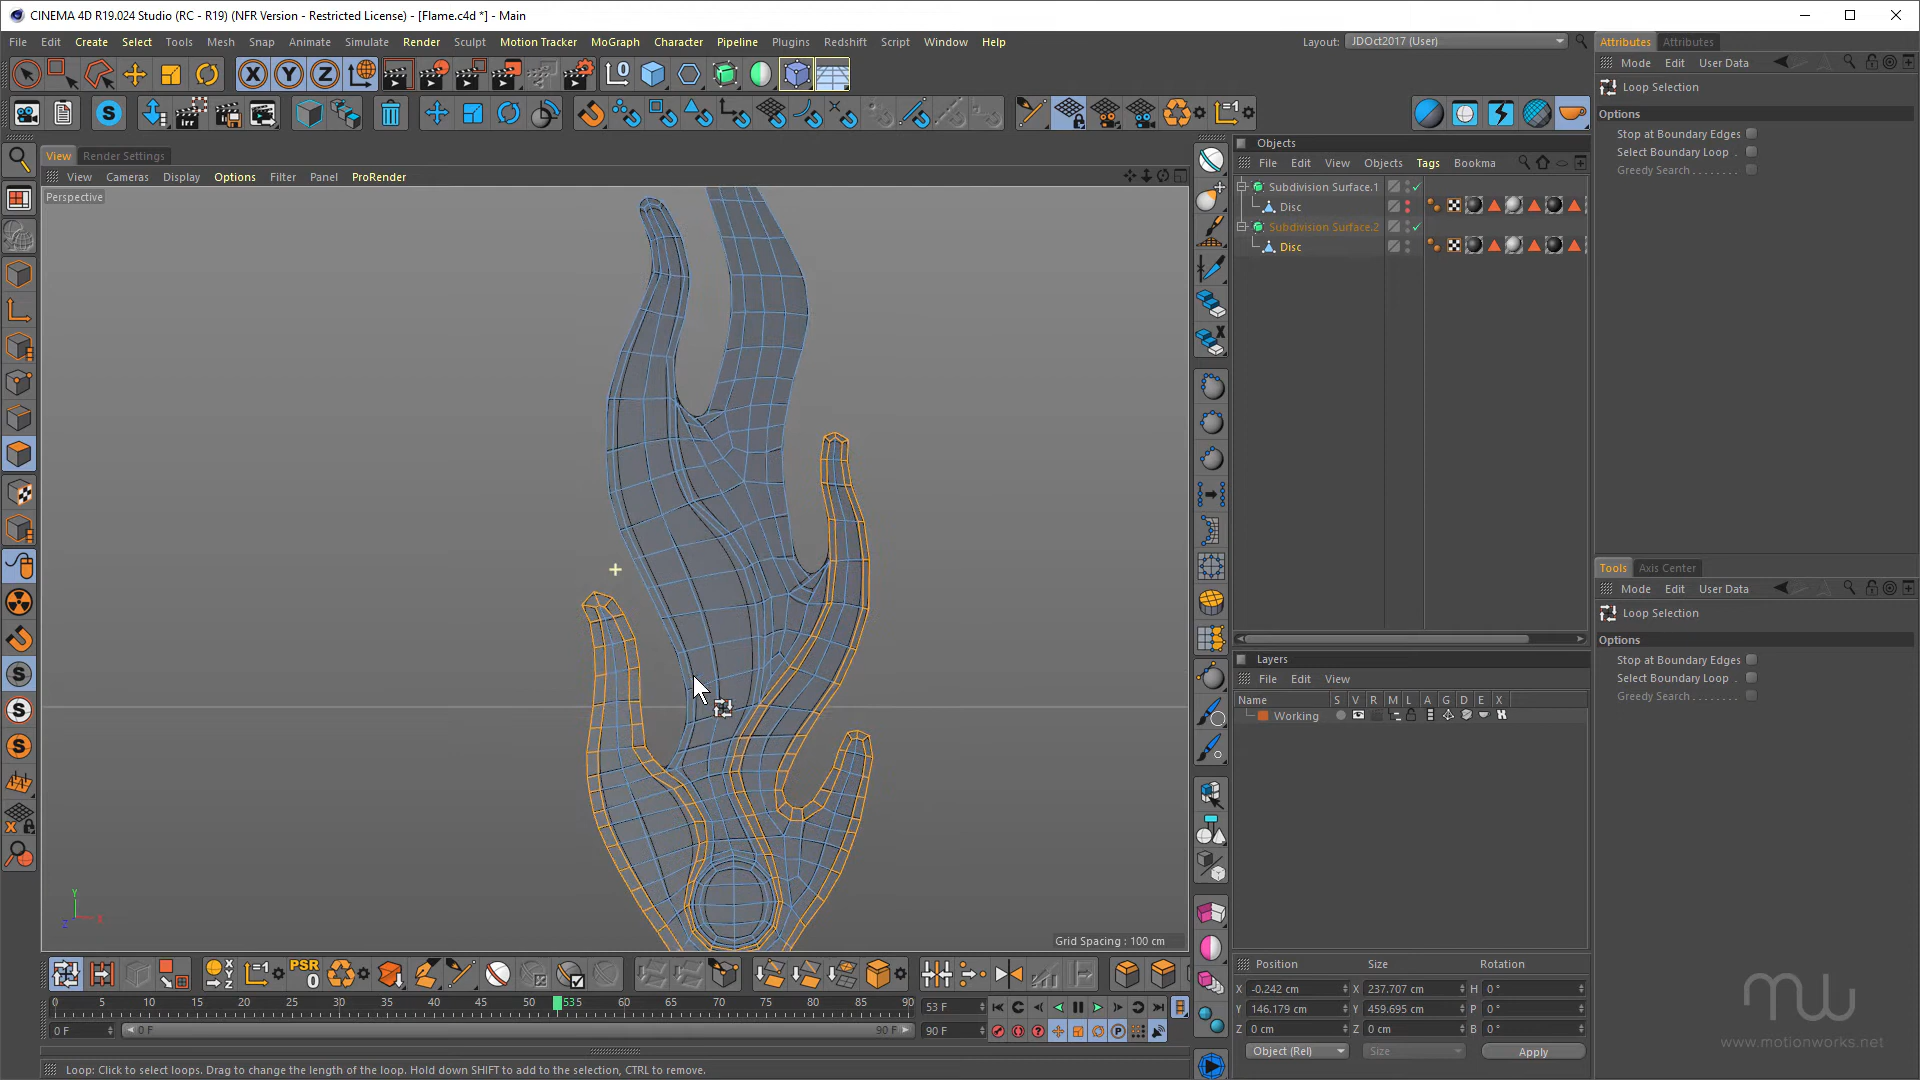 CINEMA 4D R19.024 Studio (RC - R19) (NFR Version - Restricted License) - [Flame.c4d *] - Main
File Edit Create Select Tools Mesh Snap Animate Simulate Render Sculpt Motion Tracker MoGraph Character Pipeline Plugins Redshift Script Window Help
Layout: JDOct2017 (User)
Attributes Attributes
Mode Edit User Data
Loop Selection
Options
Stop at Boundary Edges
Select Boundary Loop .
Greedy Search . . . . . . . .
View Render Settings
View Cameras Display Options Filter Panel ProRender
Perspective
Objects
File Edit View Objects Tags Bookma
Subdivision Surface.1
Disc
Subdivision Surface.2
Disc
Tools Axis Center
Mode Edit User Data
Loop Selection
Options
Stop at Boundary Edges
Select Boundary Loop .
Greedy Search . . . . . . . .
Layers
File Edit View
Name S V R M L A G D E X
Working
Y
X
Z
Grid Spacing : 100 cm
PSR
0
0 5 10 15 20 25 30 35 40 45 50 535 60 65 70 75 80 85 90
53 F
0 F
0 F
90 F
90 F
Position Size Rotation
X -0.242 cm X 237.707 cm H 0 °
Y 146.179 cm Y 459.695 cm P 0 °
Z 0 cm Z 0 cm B 0 °
Object (Rel) Size Apply
Loop: Click to select loops. Drag to change the length of the loop. Hold down SHIFT to add to the selection, CTRL to remove.
mw
www.motionworks.net